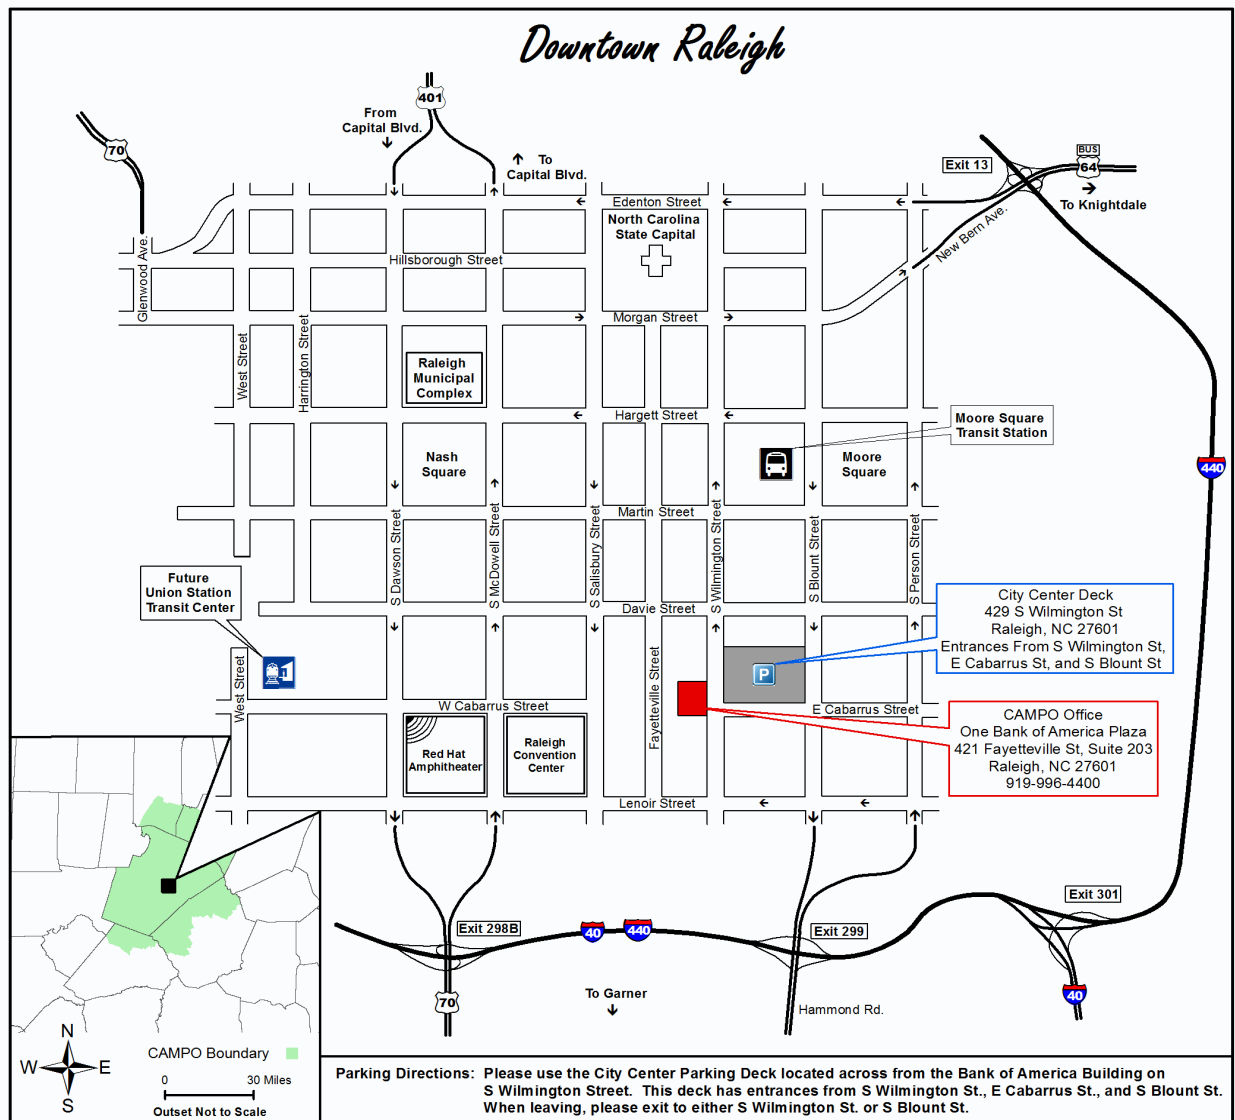 Downtown Raleigh
401
From
Capital Blvd.
To
Capital Blvd.
70
Exit 13
BUS
64
To Knightdale
Edenton Street
North Carolina
State Capital
New Bern Ave.
Glenwood Ave.
Hillsborough Street
Morgan Street
West Street
Harrington Street
Raleigh
Municipal
Complex
Hargett Street
Moore Square
Transit Station
Nash
Square
Moore
Square
440
Martin Street
S Dawson Street
S McDowell Street
S Salisbury Street
S Wilmington Street
S Blount Street
S Person Street
Future
Union Station
Transit Center
Davie Street
City Center Deck
429 S Wilmington St
Raleigh, NC 27601
Entrances From S Wilmington St,
E Cabarrus St, and S Blount St
West Street
Fayetteville Street
P
W Cabarrus Street
E Cabarrus Street
CAMPO Office
One Bank of America Plaza
421 Fayetteville St, Suite 203
Raleigh, NC 27601
919-996-4400
Red Hat
Amphitheater
Raleigh
Convention
Center
Lenoir Street
Exit 301
Exit 298B
40
440
Exit 299
70
To Garner
Hammond Rd.
40
N
W
E
S
CAMPO Boundary
0
30 Miles
Outset Not to Scale
Parking Directions: Please use the City Center Parking Deck located across from the Bank of America Building on
S Wilmington Street. This deck has entrances from S Wilmington St., E Cabarrus St., and S Blount St.
When leaving, please exit to either S Wilmington St. or S Blount St.